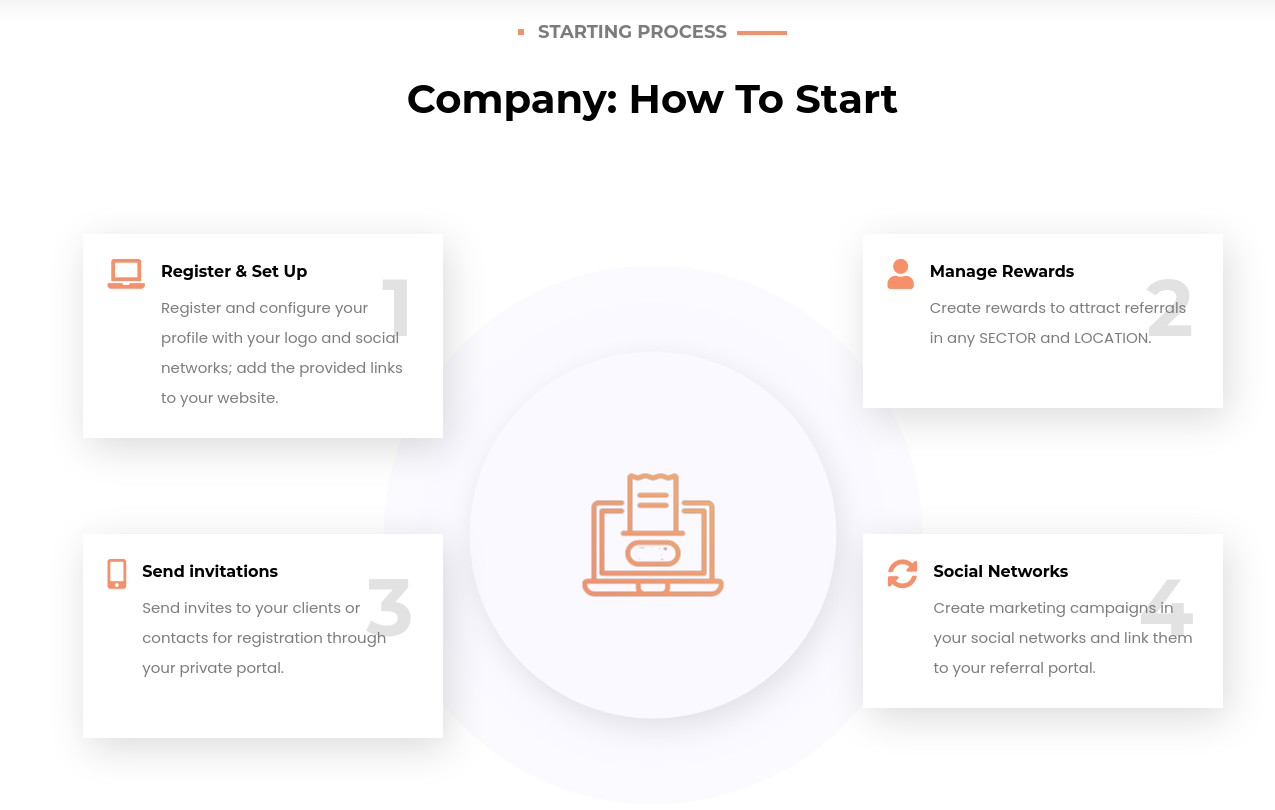 STARTING PROCESS
Company: How To Start
Register & Set Up
1
Register and configure your
profile with your logo and social
networks; add the provided links
to your website.
Manage Rewards
2
Create rewards to attract referrals
in any SECTOR and LOCATION.
Send invitations
3
Send invites to your clients or
contacts for registration through
your private portal.
Social Networks
4
Create marketing campaigns in
your social networks and link them
to your referral portal.